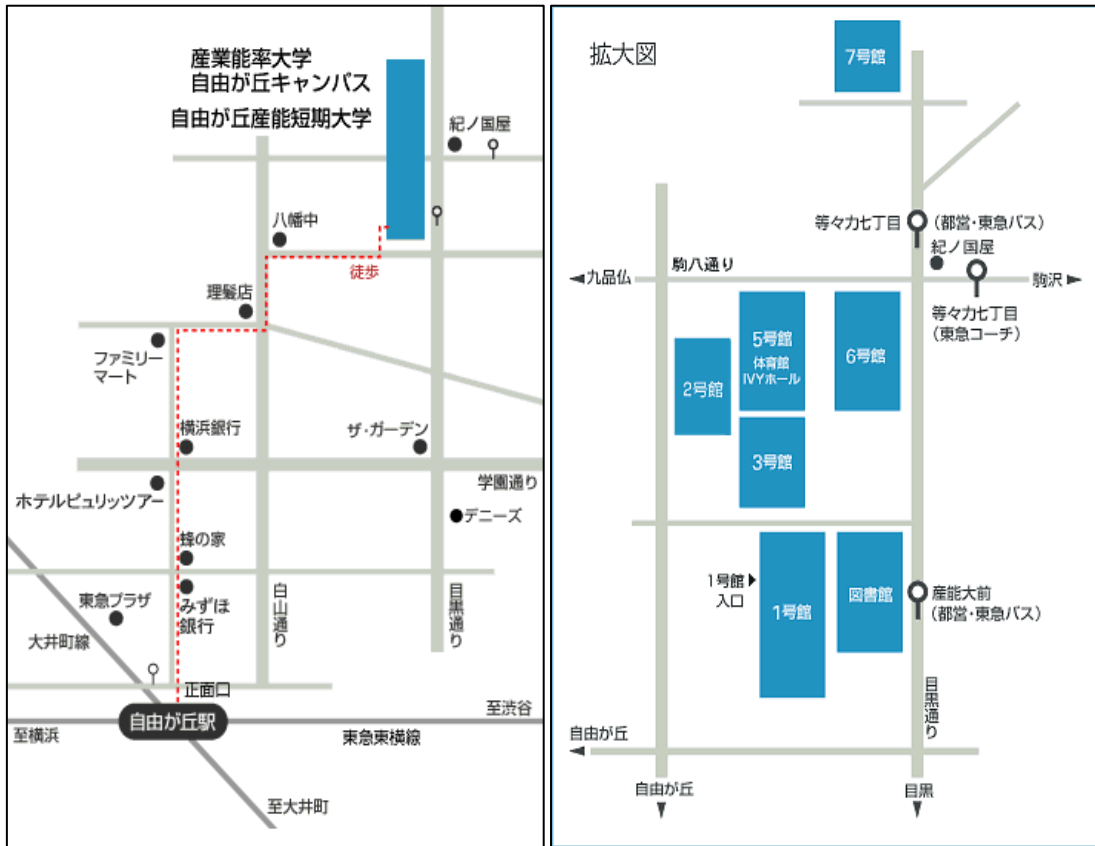 産業能率大学
自由が丘キャンパス
自由が丘産能短期大学
紀ノ国屋
八幡中
徒歩
理髪店
ファミリー
マート
横浜銀行
ザ・ガーデン
学園通り
ホテルピュリッツアー
デニーズ
蜂の家
東急プラザ
みずほ
銀行
白山通り
目黒通り
大井町線
正面口
自由が丘駅
至渋谷
至横浜
東急東横線
至大井町
拡大図
7号館
等々力七丁目
(都営・東急バス)
紀ノ国屋
駒八通り
九品仏
駒沢
等々力七丁目
(東急コーチ)
5号館
体育館
IVYホール
6号館
2号館
3号館
1号館
入口
1号館
図書館
産能大前
(都営・東急バス)
目黒通り
自由が丘
自由が丘
目黒